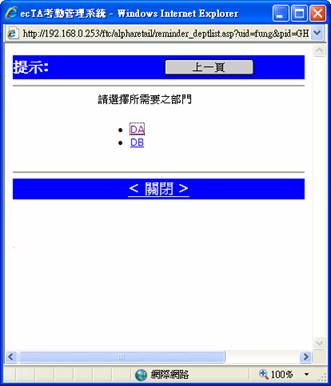 ecTA考勤管理系統 - Windows Internet Explorer
http://192.168.0.253/ftc/alpharetail/reminder_deptlist.asp?uid=fung&pid=GH
提示:
上一頁
請選擇所需要之部門
DA
DB
< 關閉 >
網際網路
100%